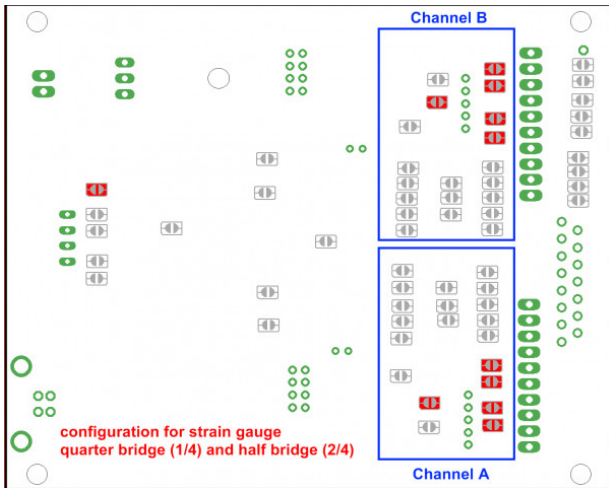 Channel B
configuration for strain gauge
quarter bridge (1/4) and half bridge (2/4)
Channel A